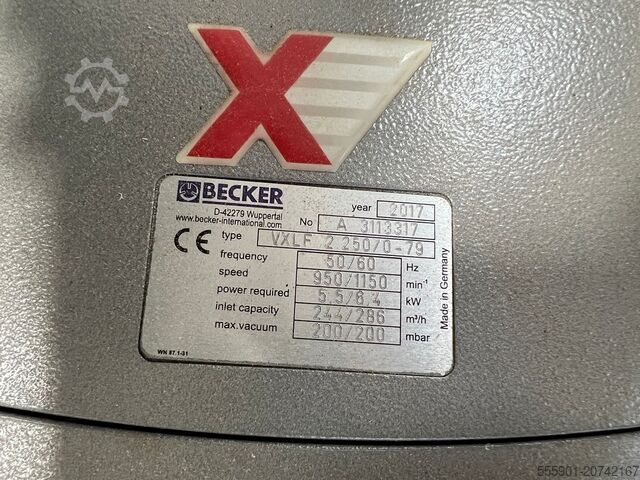 X
BECKER
D-42279 Wuppertal
www.becker-international.com
year 2017
No A 3113317
CE type VXLF 2.250/0-79
frequency 50/60 Hz
speed 950/1150 min⁻¹
power required 5.5/6.4 kW
inlet capacity 244/286 m³/h
max.vacuum 200/200 mbar
WN 87.1-31
Made in Germany
555901-20742167